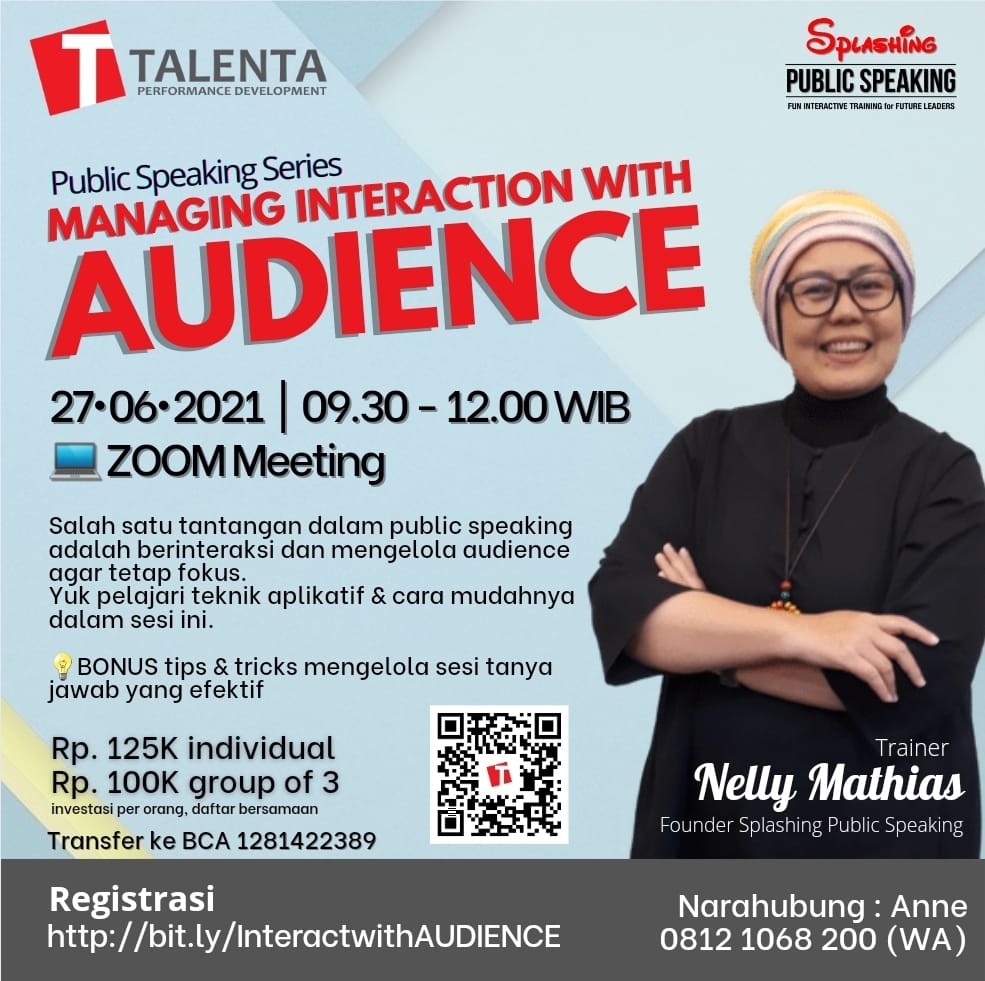 T TALENTA
PERFORMANCE DEVELOPMENT
SPLASHING
PUBLIC SPEAKING
FUN INTERACTIVE TRAINING for FUTURE LEADERS
Public Speaking Series
MANAGING INTERACTION WITH
AUDIENCE
27•06•2021 | 09.30 - 12.00 WIB
💻 ZOOM Meeting
Salah satu tantangan dalam public speaking
adalah berinteraksi dan mengelola audience
agar tetap fokus.
Yuk pelajari teknik aplikatif & cara mudahnya
dalam sesi ini.
💡BONUS tips & tricks mengelola sesi tanya
jawab yang efektif
Rp. 125K individual
Rp. 100K group of 3
investasi per orang, daftar bersamaan
Transfer ke BCA 1281422389
T
Trainer
Nelly Mathias
Founder Splashing Public Speaking
Registrasi
http://bit.ly/InteractwithAUDIENCE
Narahubung : Anne
0812 1068 200 (WA)